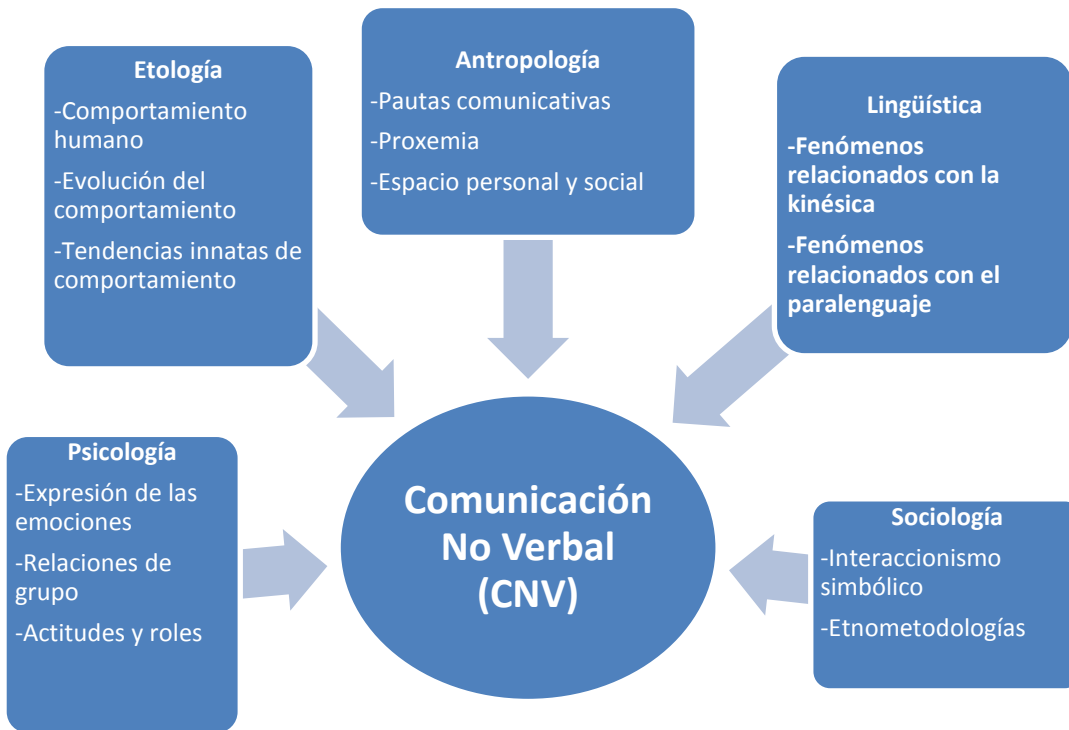 Etología
-Comportamiento
humano
-Evolución del
comportamiento
-Tendencias innatas de
comportamiento
Antropología
-Pautas comunicativas
-Proxemia
-Espacio personal y social
Lingüística
-Fenómenos
relacionados con la
kinésica
-Fenómenos
relacionados con el
paralenguaje
Psicología
-Expresión de las
emociones
-Relaciones de
grupo
-Actitudes y roles
Comunicación
No Verbal
(CNV)
Sociología
-Interaccionismo
simbólico
-Etnometodologías